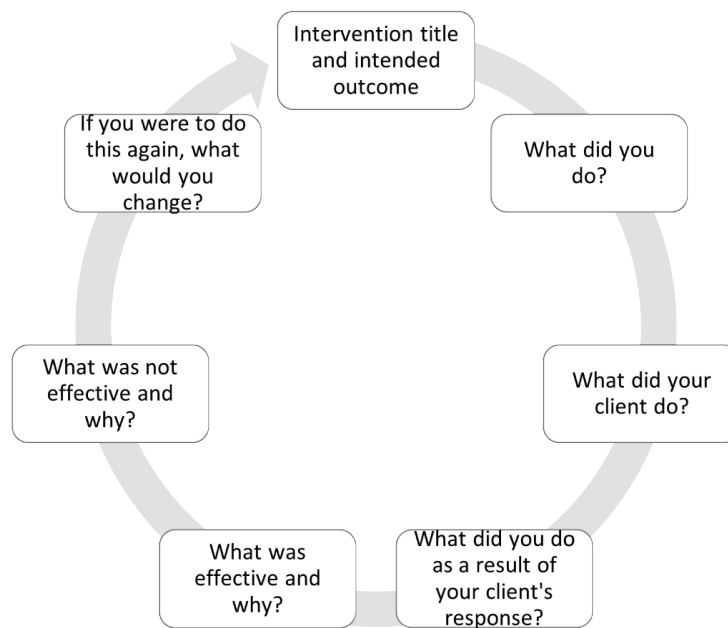 Intervention title
and intended
outcome
What did you
do?
What did your
client do?
What did you do
as a result of
your client's
response?
What was
effective and
why?
What was not
effective and
why?
If you were to do
this again, what
would you
change?